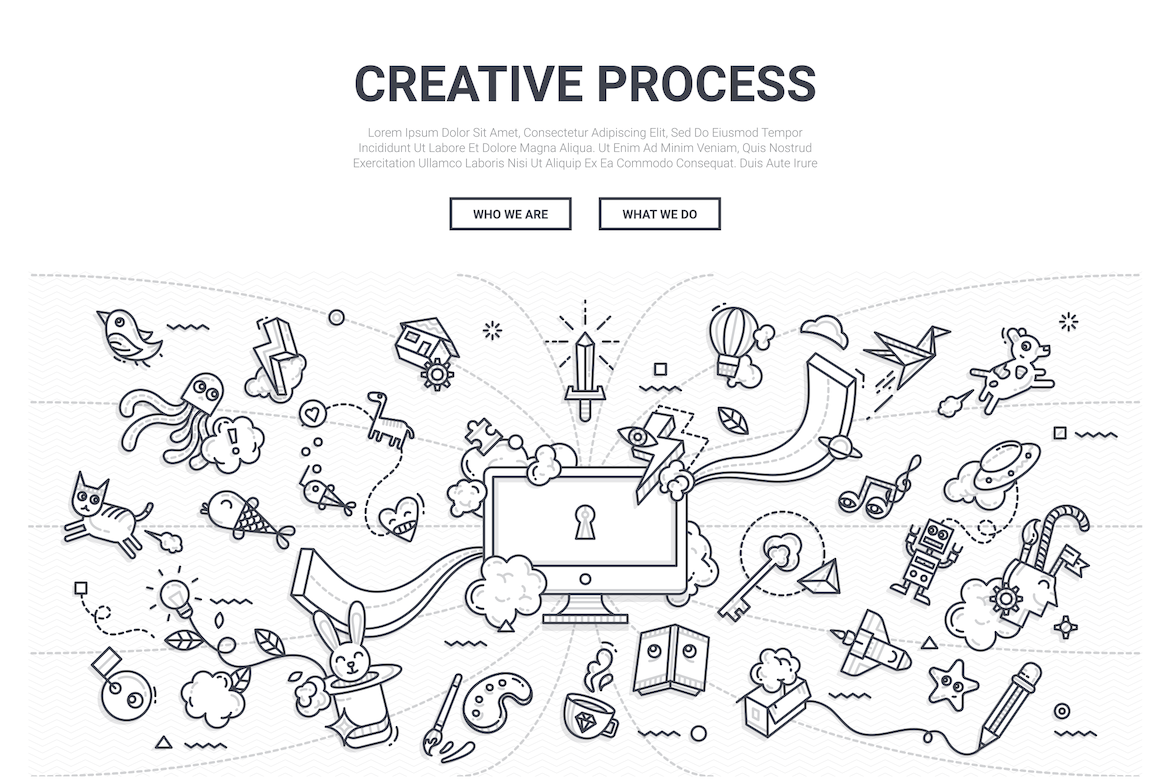 CREATIVE PROCESS
Lorem Ipsum Dolor Sit Amet, Consectetur Adipiscing Elit, Sed Do Eiusmod Tempor
Incididunt Ut Labore Et Dolore Magna Aliqua. Ut Enim Ad Minim Veniam, Quis Nostrud
Exercitation Ullamco Laboris Nisi Ut Aliquip Ex Ea Commodo Consequat. Duis Aute Irure
WHO WE ARE
WHAT WE DO
!